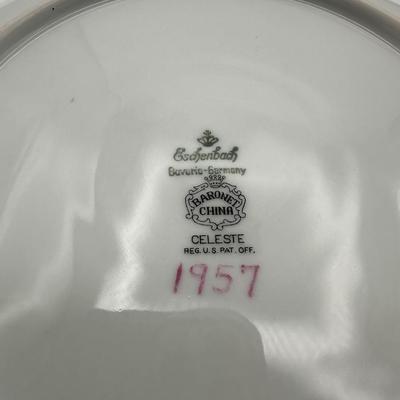 Eschenbach
Bavaria-Germany
BARONET
CHINA
CELESTE
REG. U.S. PAT. OFF.
1957